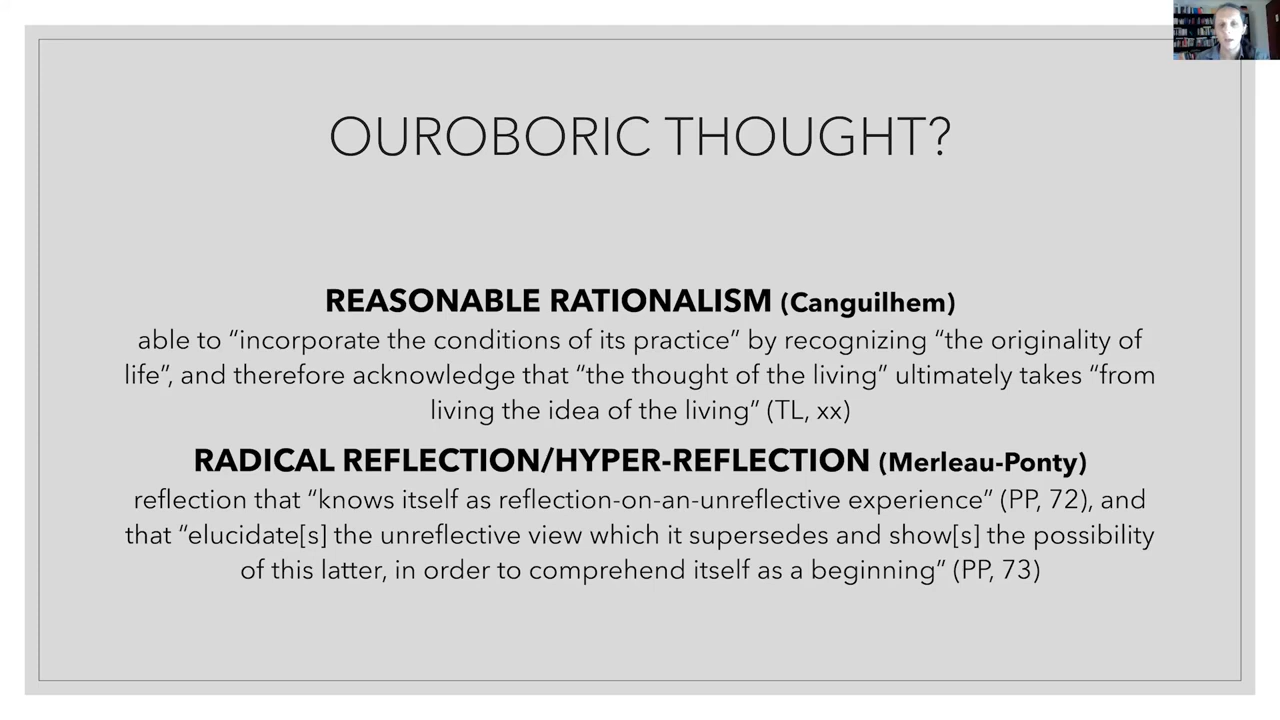 OUROBORIC THOUGHT?
REASONABLE RATIONALISM (Canguilhem)
able to “incorporate the conditions of its practice” by recognizing “the originality of
life”, and therefore acknowledge that “the thought of the living” ultimately takes “from
living the idea of the living” (TL, xx)
RADICAL REFLECTION/HYPER-REFLECTION (Merleau-Ponty)
reflection that “knows itself as reflection-on-an-unreflective experience” (PP, 72), and
that “elucidate[s] the unreflective view which it supersedes and show[s] the possibility
of this latter, in order to comprehend itself as a beginning” (PP, 73)